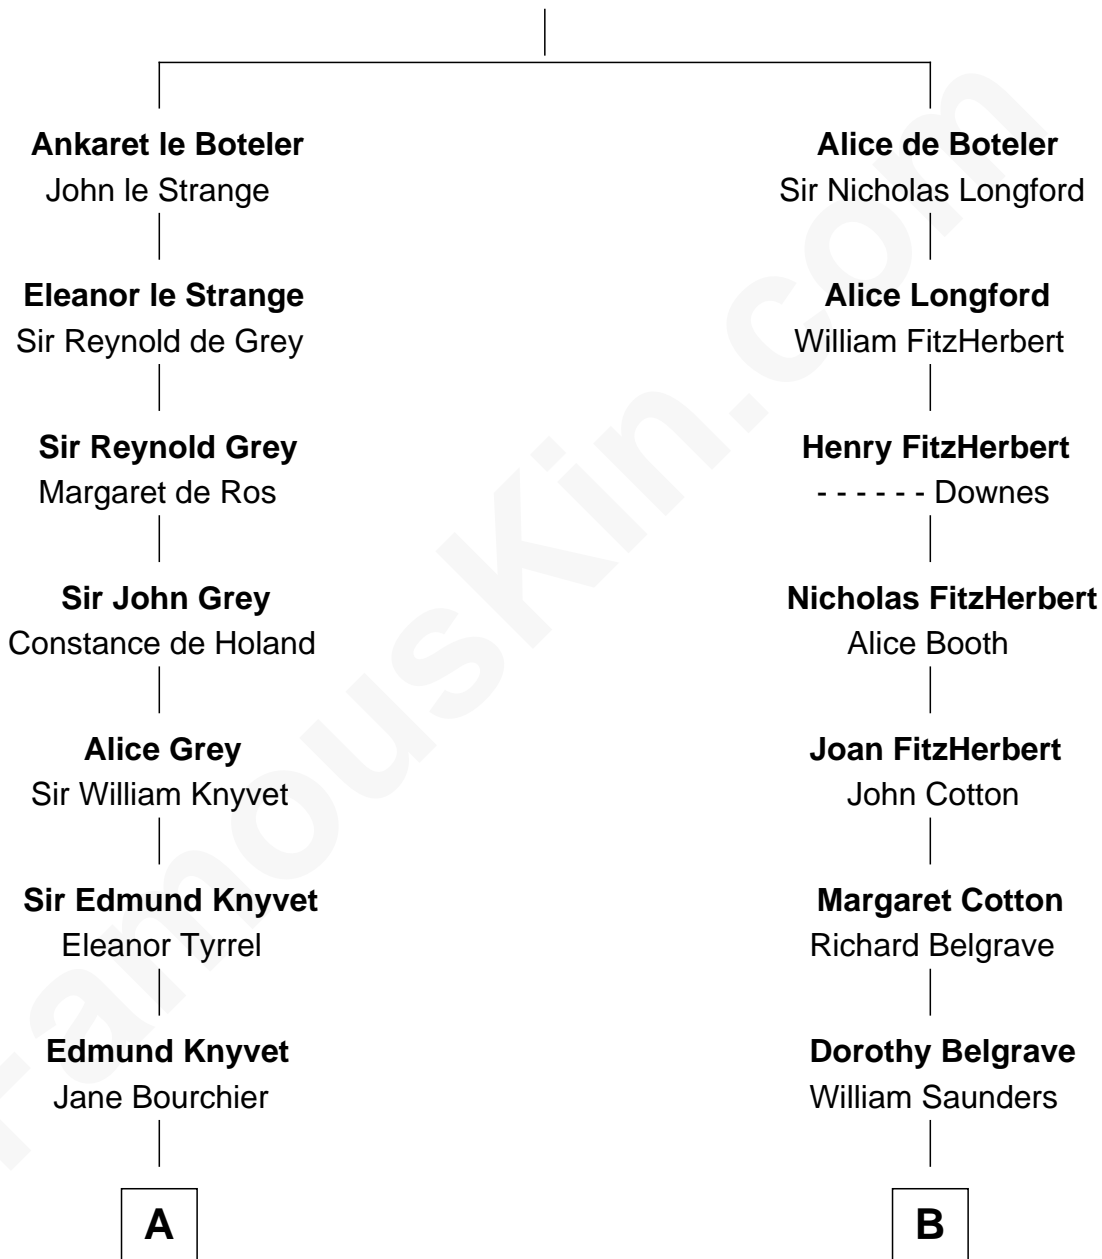 Ankaret le Boteler
John le Strange
Eleanor le Strange
Sir Reynold de Grey
Sir Reynold Grey
Margaret de Ros
Sir John Grey
Constance de Holand
Alice Grey
Sir William Knyvet
Sir Edmund Knyvet
Eleanor Tyrrel
Edmund Knyvet
Jane Bourchier
A
Alice de Boteler
Sir Nicholas Longford
Alice Longford
William FitzHerbert
Henry FitzHerbert
- - - - - - Downes
Nicholas FitzHerbert
Alice Booth
Joan FitzHerbert
John Cotton
Margaret Cotton
Richard Belgrave
Dorothy Belgrave
William Saunders
B
FamousKin.com